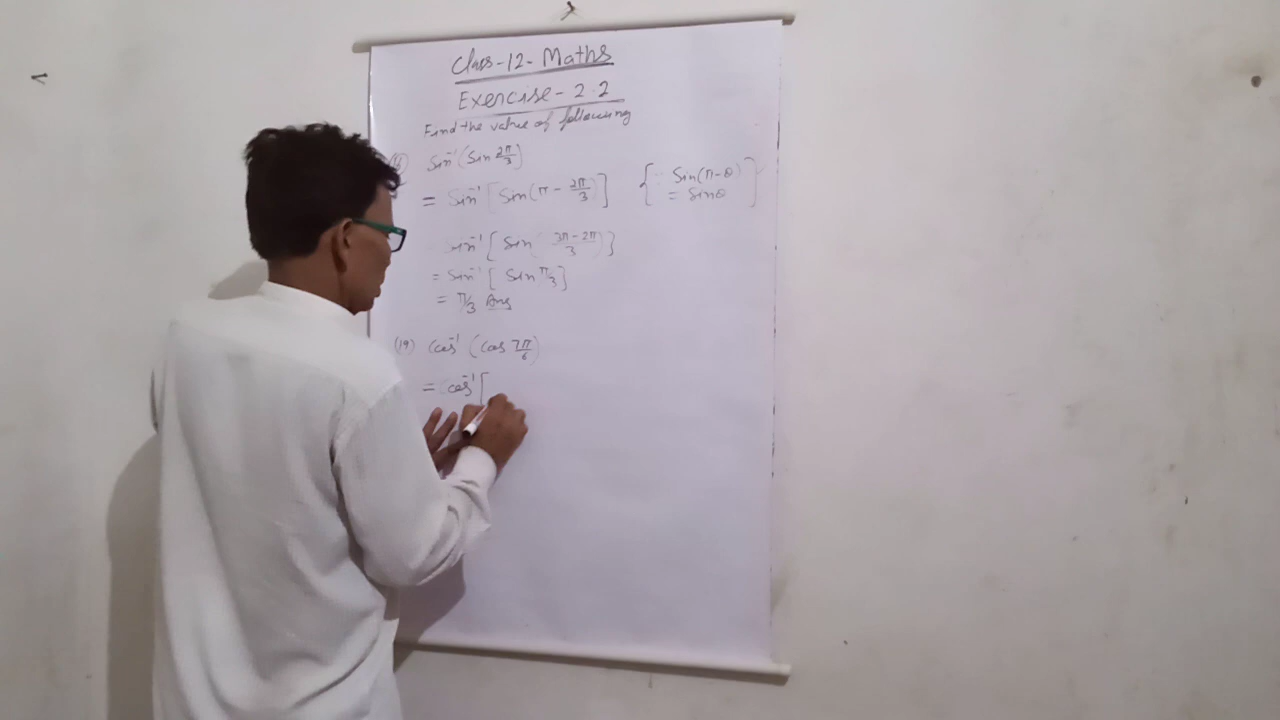 Class-12-Maths
Exercise-2.2
Find the value of following
Sin⁻¹(Sin 2π/3)
= Sin⁻¹[Sin(π - 2π/3)] { ∵ Sin(π-θ)
= Sinθ }
Sin⁻¹[Sin( 3π-2π/3 )]
= Sin⁻¹[ Sin π/3]
= π/3 Ans
(19) Cos⁻¹(Cos 7π/6)
= Cos⁻¹[